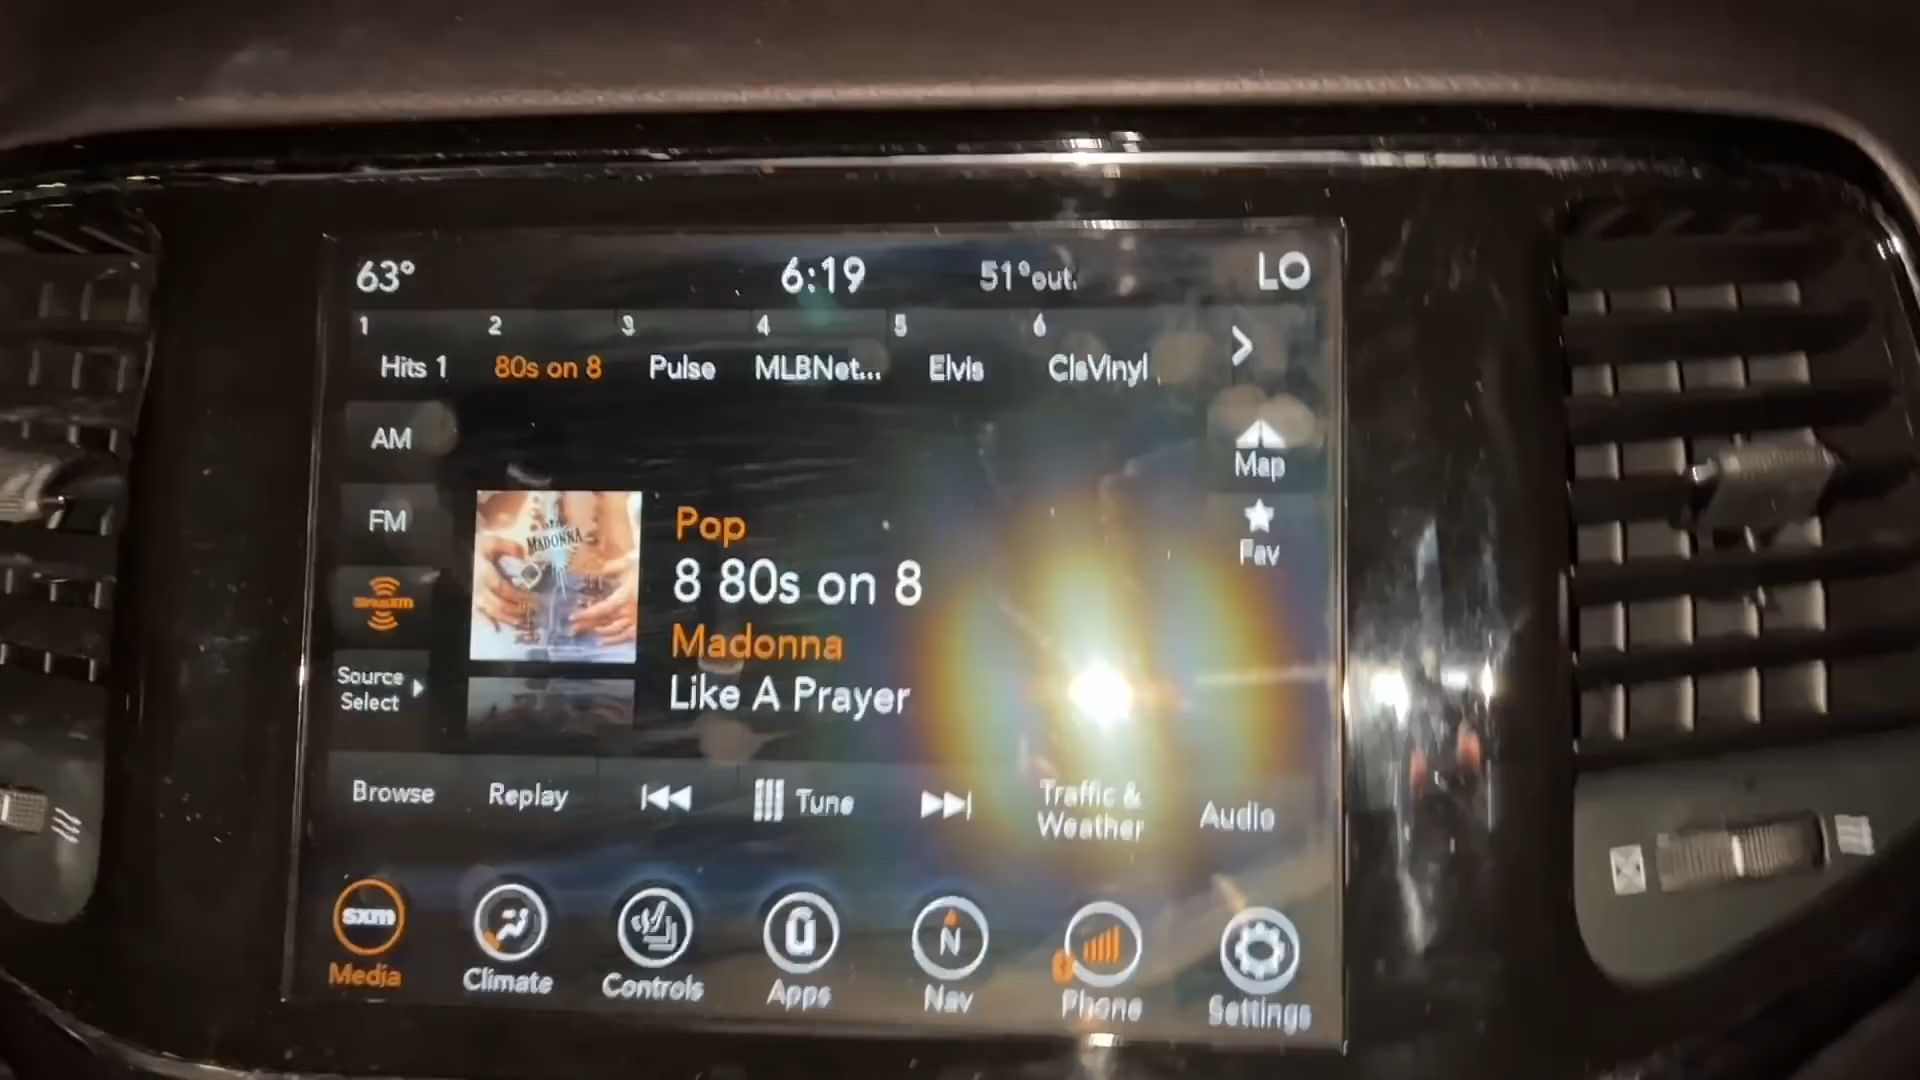 63° 6:19 51°out. LO
1 2 3 4 5 6
Hits 1 80s on 8 Pulse MLBNet... Elvis ClsVinyl
AM
FM
Source
Select
MADONNA
Pop
8 80s on 8
Madonna
Like A Prayer
Map
Fav
Browse Replay Tune Traffic &
Weather Audio
sxm N
Media Climate Controls Apps Nav Phone Settings